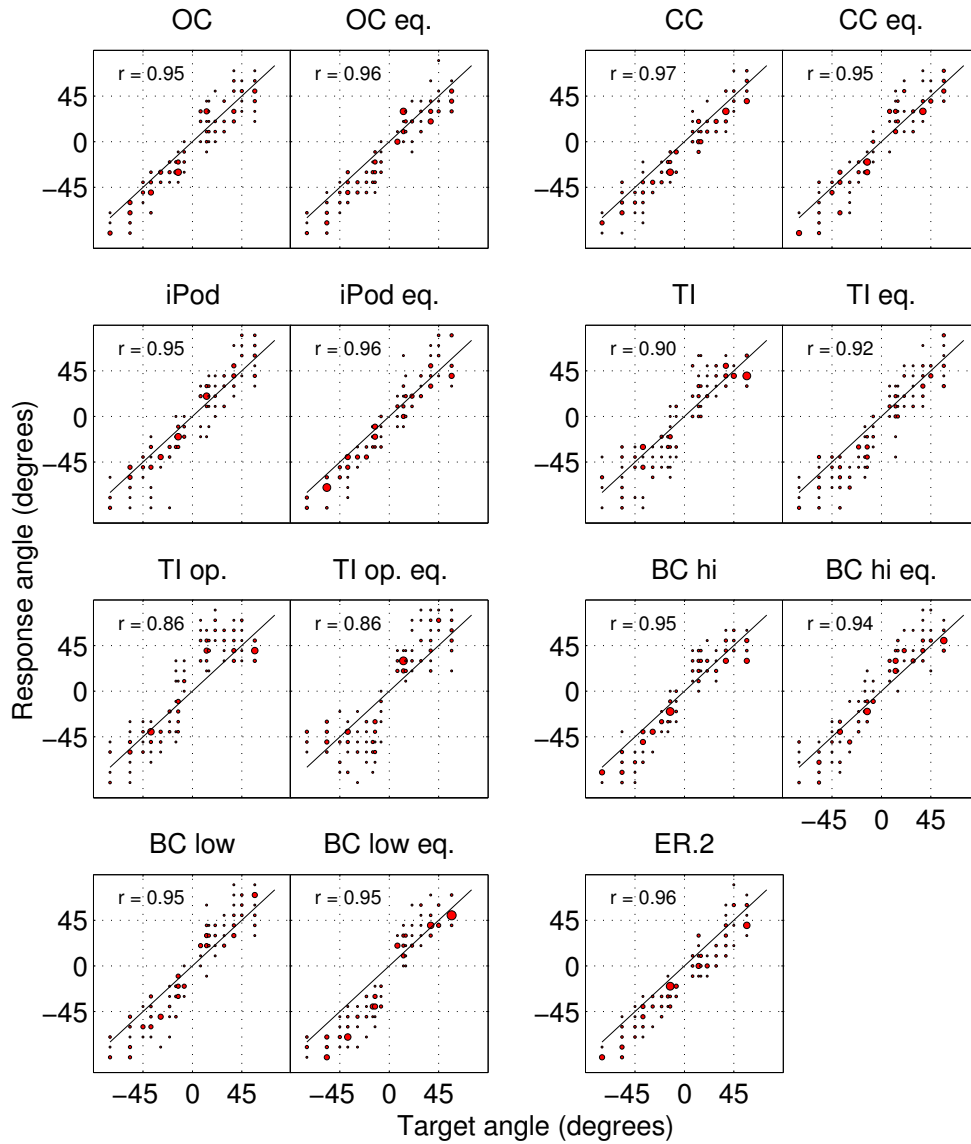 OC OC eq. CC CC eq.
r = 0.95 r = 0.96 r = 0.97 r = 0.95
45 45
0 0
−45 −45
iPod iPod eq. TI TI eq.
r = 0.95 r = 0.96 r = 0.90 r = 0.92
45 45
0 0
−45 −45
TI op. TI op. eq. BC hi BC hi eq.
r = 0.86 r = 0.86 r = 0.95 r = 0.94
45 45
0 0
−45 −45
−45 0 45
BC low BC low eq. ER.2
r = 0.95 r = 0.95 r = 0.96
45 45
0 0
−45 −45
−45 0 45 −45 0 45 −45 0 45
Response angle (degrees)
Target angle (degrees)